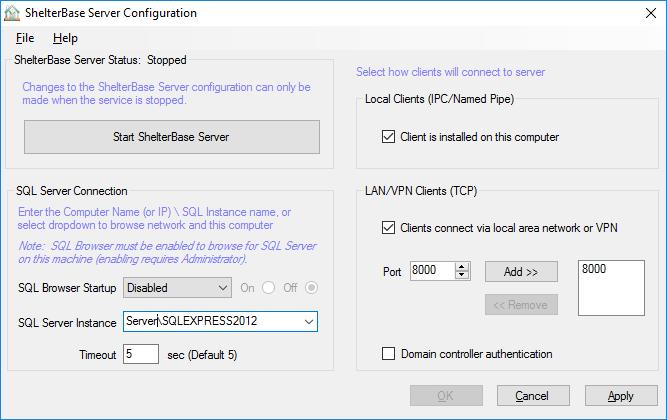 ShelterBase Server Configuration
File Help
ShelterBase Server Status: Stopped
Changes to the ShelterBase Server configuration can only be
made when the service is stopped.
Start ShelterBase Server
SQL Server Connection
Enter the Computer Name (or IP) \ SQL Instance name, or
select dropdown to browse network and this computer
Note: SQL Browser must be enabled to browse for SQL Server
on this machine (enabling requires Administrator).
SQL Browser Startup Disabled On Off
SQL Server Instance Server\SQLEXPRESS2012
Timeout 5 sec (Default 5)
Select how clients will connect to server
Local Clients (IPC/Named Pipe)
Client is installed on this computer
LAN/VPN Clients (TCP)
Clients connect via local area network or VPN
Port 8000 Add >> 8000
<< Remove
Domain controller authentication
OK Cancel Apply